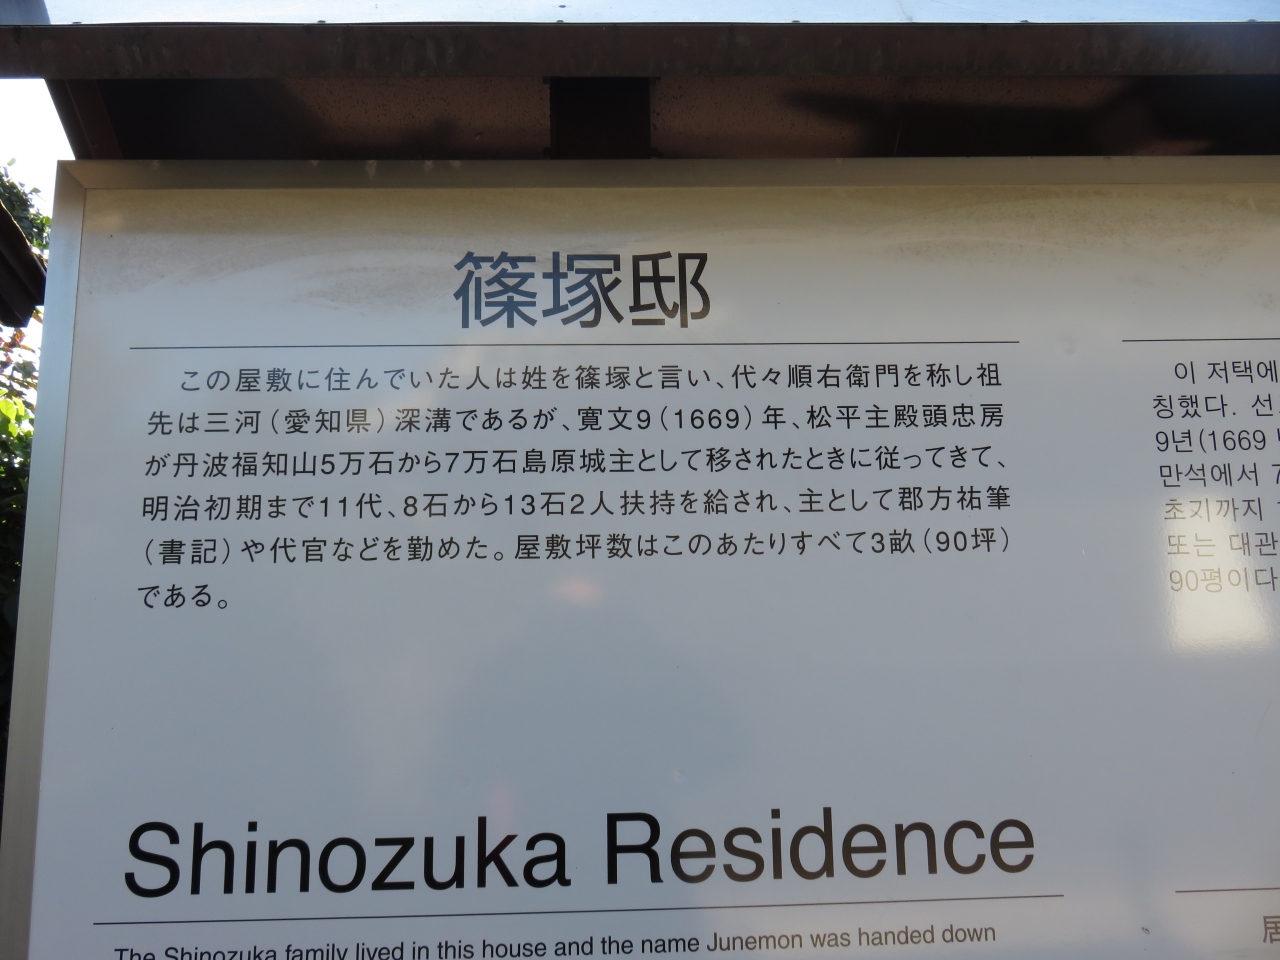 篠塚邸
この屋敷に住んでいた人は姓を篠塚と言い、代々順右衛門を称し祖
先は三河(愛知県)深溝であるが、寛文9(1669)年、松平主殿頭忠房
が丹波福知山5万石から7万石島原城主として移されたときに従ってきて、
明治初期まで11代、8石から13石2人扶持を給され、主として郡方祐筆
(書記)や代官などを勤めた。屋敷坪数はこのあたりすべて3畝(90坪)
である。
Shinozuka Residence
The Shinozuka family lived in this house and the name Junemon was handed down
이 저택에
칭했다. 선
9년(1669
만석에서
초기까지
또는 대관
90평이다
居